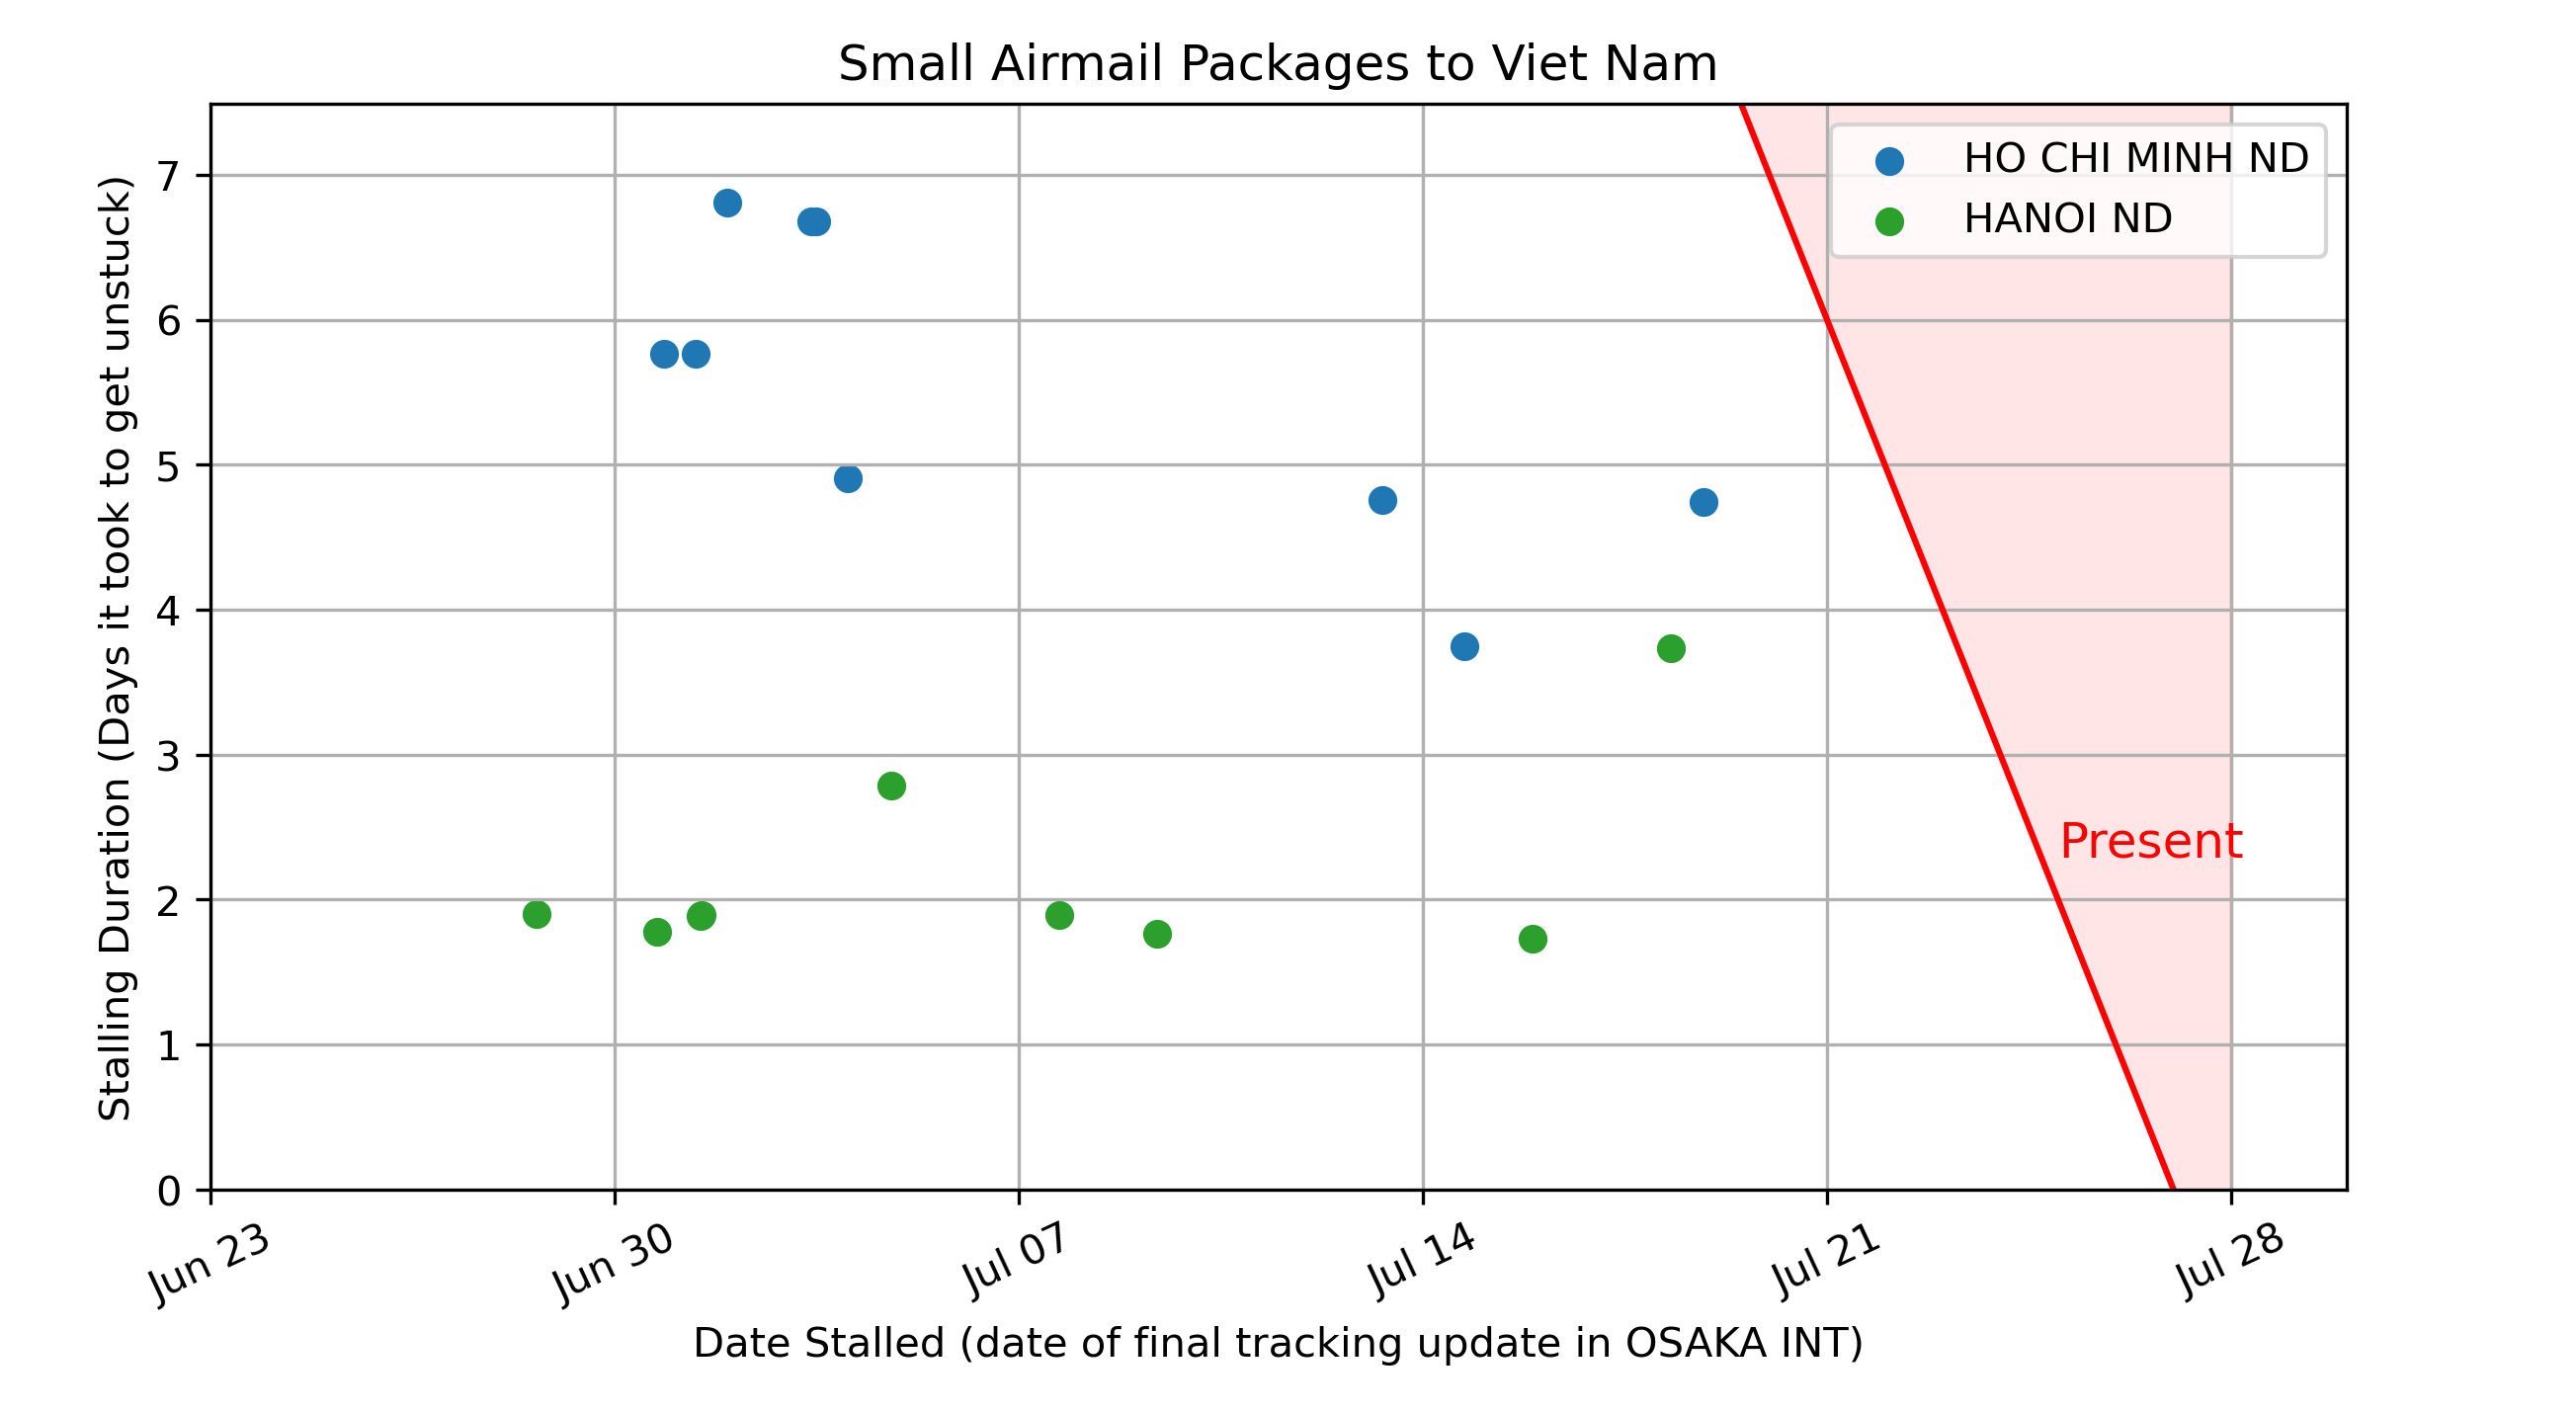 Small Airmail Packages to Viet Nam
HO CHI MINH ND
HANOI ND
Stalling Duration (Days it took to get unstuck)
7
6
5
4
3
2
1
0
Present
Jun 23
Jun 30
Jul 07
Jul 14
Jul 21
Jul 28
Date Stalled (date of final tracking update in OSAKA INT)